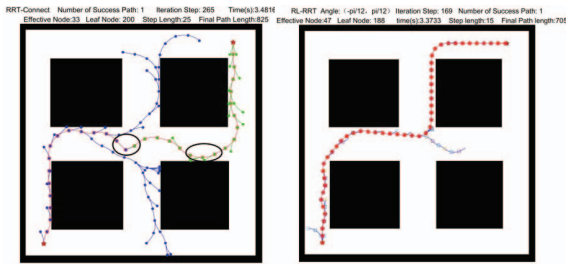 RRT-Connect Number of Success Path: 1 Iteration Step: 265 Time(s):3.4816
Effective Node:33 Leaf Node: 200 Step Length:25 Final Path Length:825
RL-RRT Angle: (-pi/12, pi/12) Iteration Step: 169 Number of Success Path: 1
Effective Node:47 Leaf Node: 188 time(s):3.3733 Step length:15 Final Path length:705